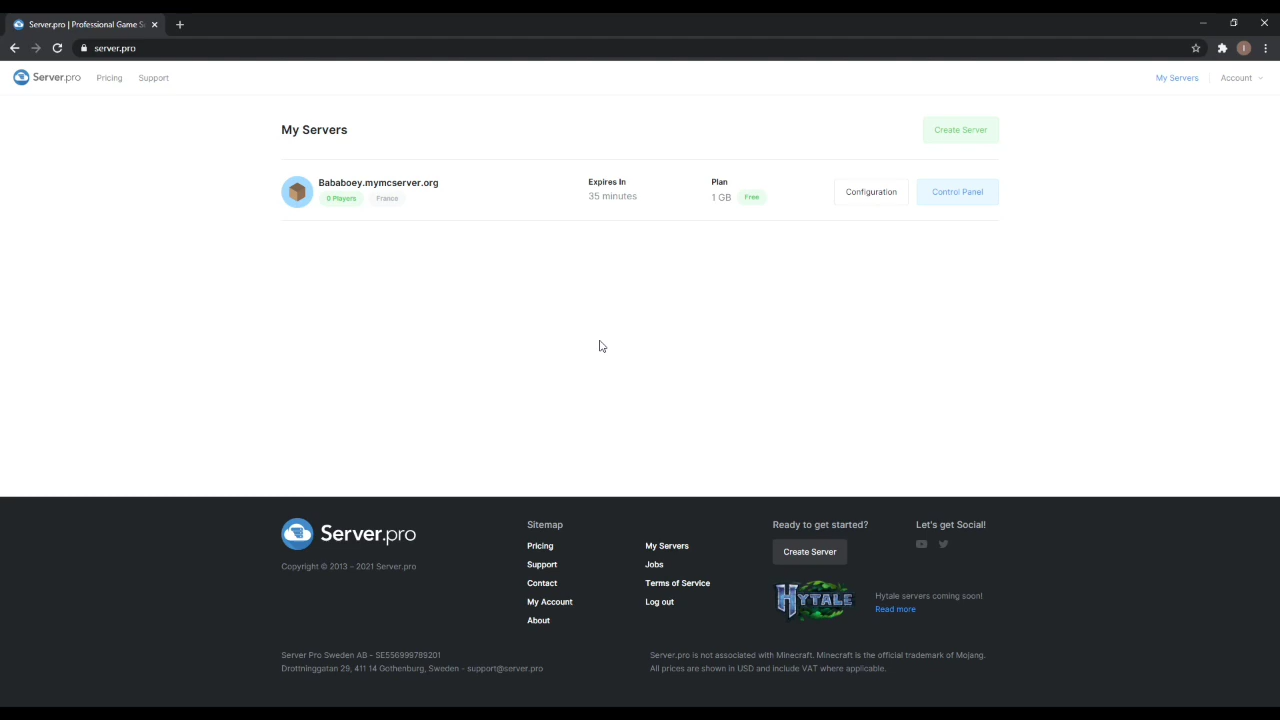 Server.pro | Professional Game S
server.pro
Server.pro
Pricing
Support
My Servers
Account
My Servers
Create Server
Bababoey.mymcserver.org
0 Players
France
Expires In
35 minutes
Plan
1 GB
Free
Configuration
Control Panel
Server.pro
Copyright © 2013 – 2021 Server.pro
Sitemap
Pricing
Support
Contact
My Account
About
My Servers
Jobs
Terms of Service
Log out
Ready to get started?
Create Server
Let's get Social!
HYTALE
Hytale servers coming soon!
Read more
Server Pro Sweden AB – SE556999789201
Drottninggatan 29, 411 14 Gothenburg, Sweden - support@server.pro
Server.pro is not associated with Minecraft. Minecraft is the official trademark of Mojang.
All prices are shown in USD and include VAT where applicable.